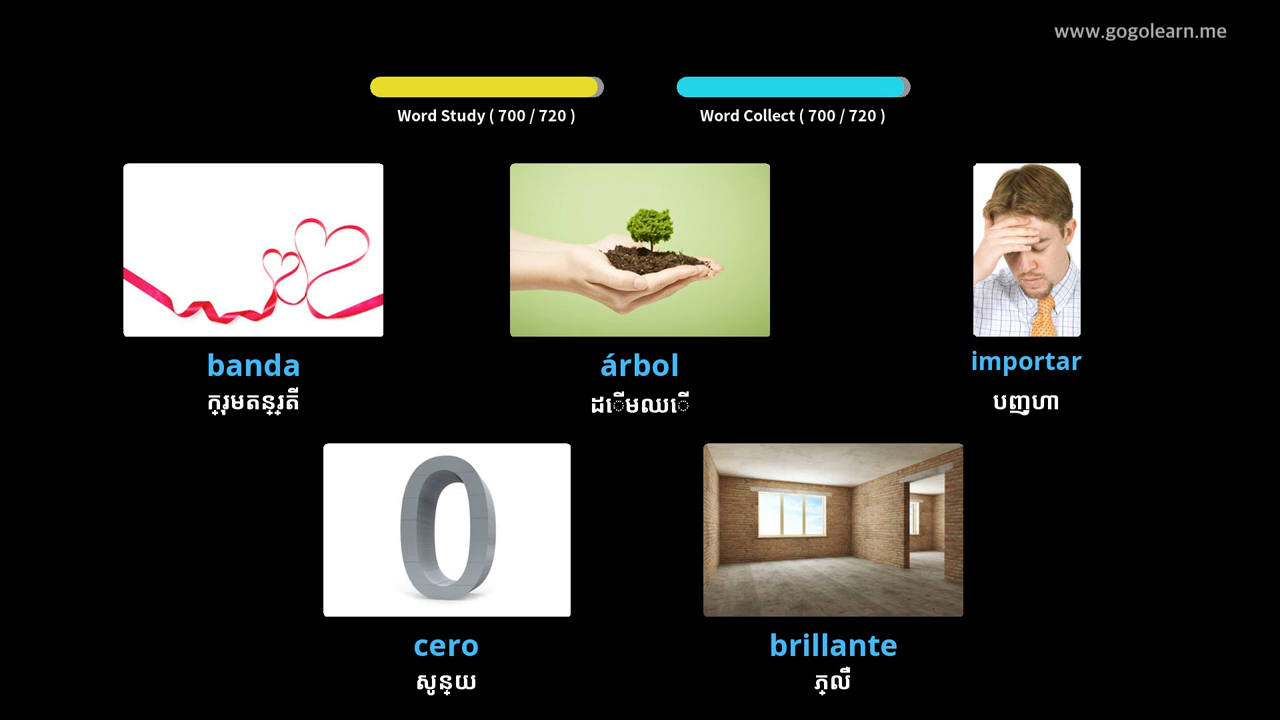 www.gogolearn.me
Word Study ( 700 / 720 )
Word Collect ( 700 / 720 )
banda
ក្រុមតន្រ្តី
árbol
ដើមឈើ
importar
បញ្ហា
cero
សូន្យ
brillante
ភ្លឺ